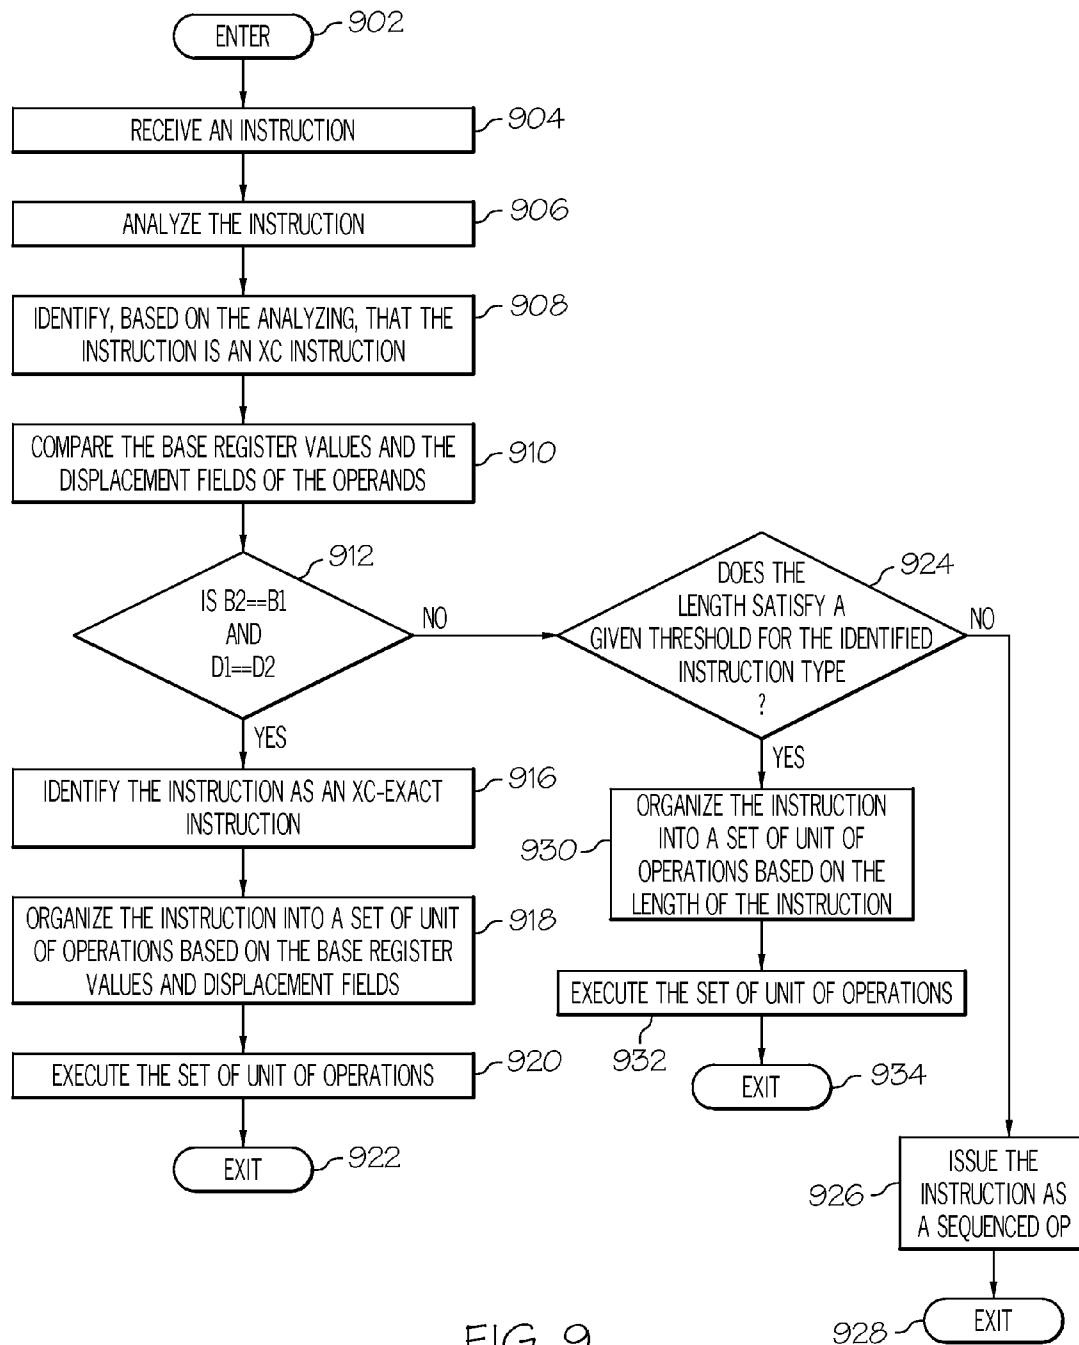 ENTER
902
RECEIVE AN INSTRUCTION
904
ANALYZE THE INSTRUCTION
906
IDENTIFY, BASED ON THE ANALYZING, THAT THE
INSTRUCTION IS AN XC INSTRUCTION
908
COMPARE THE BASE REGISTER VALUES AND THE
DISPLACEMENT FIELDS OF THE OPERANDS
910
912
IS B2==B1
AND
D1==D2
NO
YES
924
DOES THE
LENGTH SATISFY A
GIVEN THRESHOLD FOR THE IDENTIFIED
INSTRUCTION TYPE
?
NO
YES
IDENTIFY THE INSTRUCTION AS AN XC-EXACT
INSTRUCTION
916
ORGANIZE THE INSTRUCTION INTO A SET OF UNIT
OF OPERATIONS BASED ON THE BASE REGISTER
VALUES AND DISPLACEMENT FIELDS
918
EXECUTE THE SET OF UNIT OF OPERATIONS
920
EXIT
922
930
ORGANIZE THE INSTRUCTION
INTO A SET OF UNIT OF
OPERATIONS BASED ON THE
LENGTH OF THE INSTRUCTION
EXECUTE THE SET OF UNIT OF OPERATIONS
932
EXIT
934
926
ISSUE THE
INSTRUCTION AS
A SEQUENCED OP
EXIT
928
FIG. 9